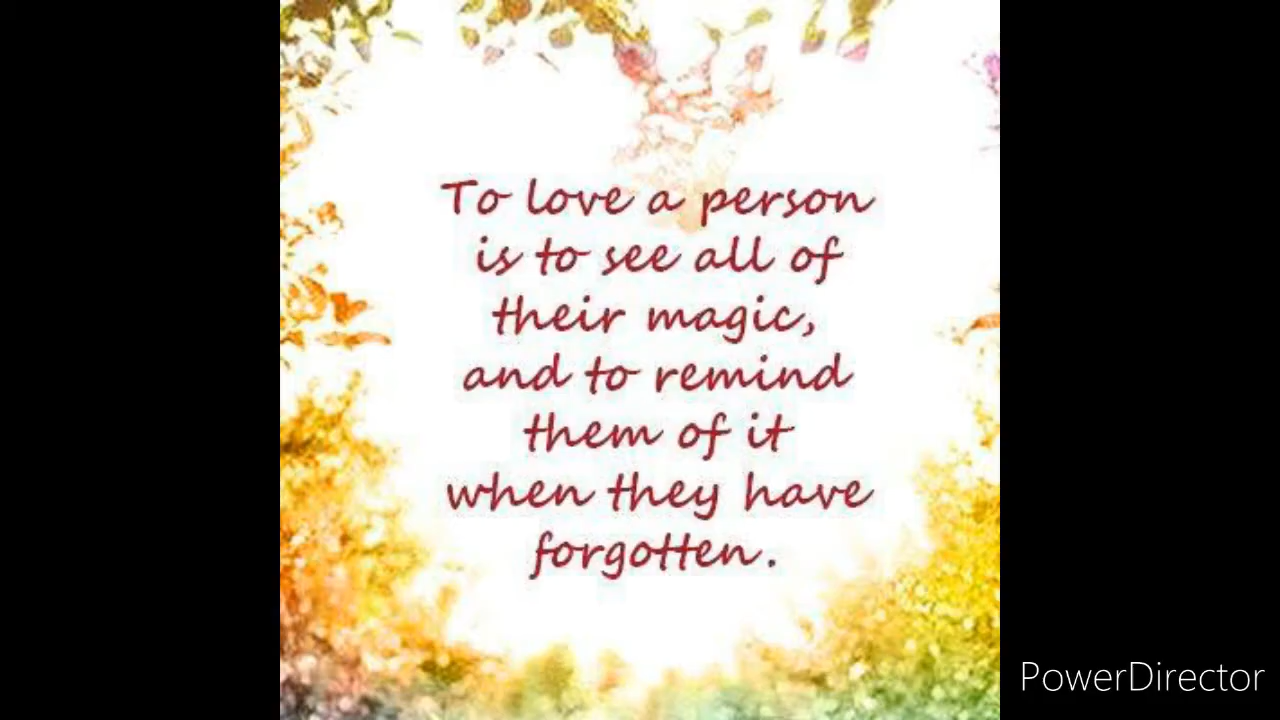 To love a person
is to see all of
their magic,
and to remind
them of it
when they have
forgotten.
PowerDirector